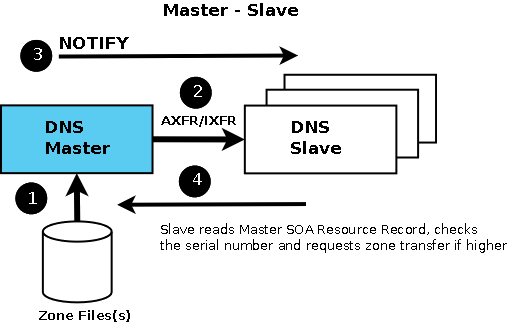 Master - Slave
3
NOTIFY
2
AXFR/IXFR
DNS
Master
DNS
Slave
1
4
Slave reads Master SOA Resource Record, checks
the serial number and requests zone transfer if higher
Zone Files(s)